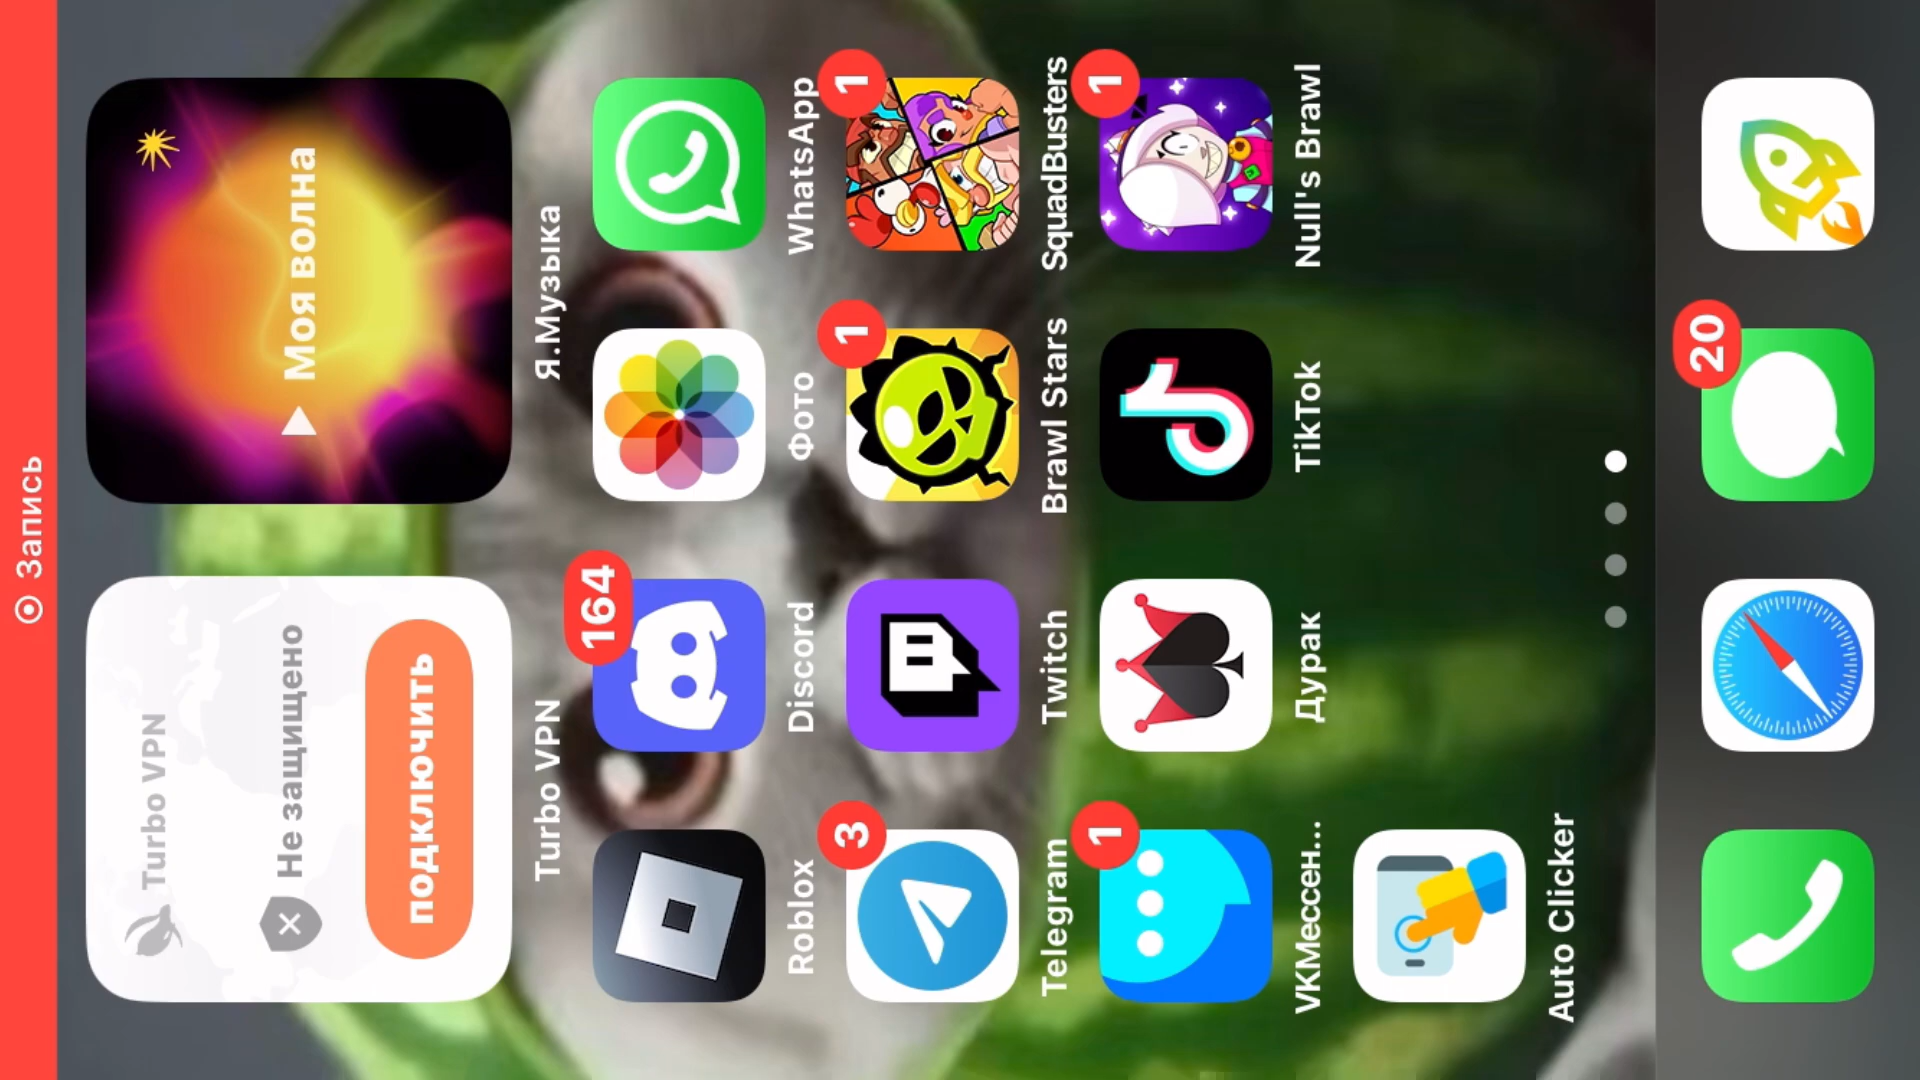 Запись
Turbo VPN
Не защищено
ПОДКЛЮЧИТЬ
Turbo VPN
Моя волна
Я.Музыка
Roblox
164
Discord
Фото
WhatsApp
3
Telegram
Twitch
1
Brawl Stars
1
SquadBusters
1
VKМессен...
Дурак
TikTok
1
Null's Brawl
Auto Clicker
20